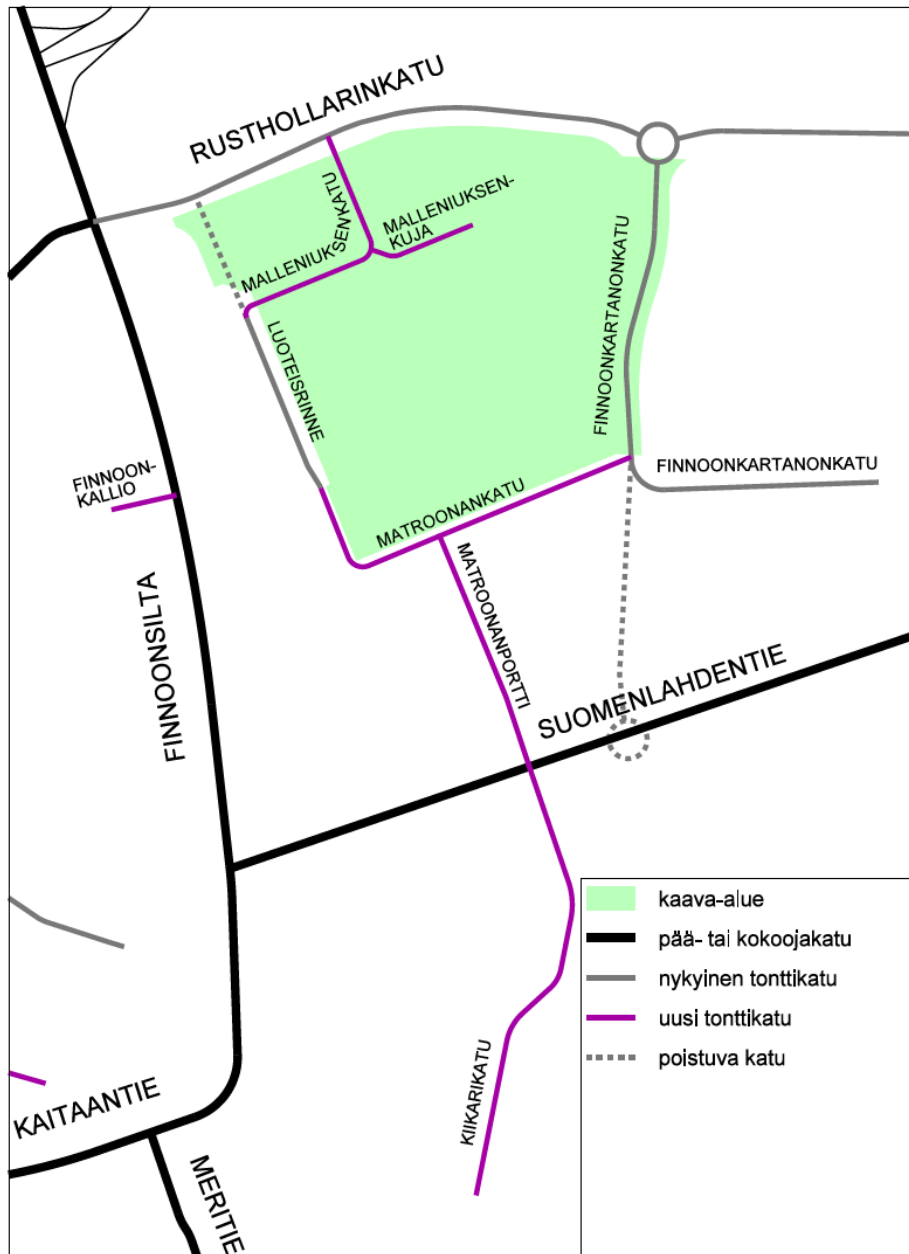 RUSTHOLLARINKATU
MALLENIUKSENKATU
MALLENIUKSEN-
KUJA
LUOTEISRINNE
FINNOONKARTANONKATU
FINNOONKARTANONKATU
FINNOON-
KALLIO
MATROONANKATU
MATROONANPORTTI
FINNOONSILTA
SUOMENLAHDENTIE
KIIKARIKATU
KAITAANTIE
MERITIE
kaava-alue
pää- tai kokoojakatu
nykyinen tonttikatu
uusi tonttikatu
poistuva katu